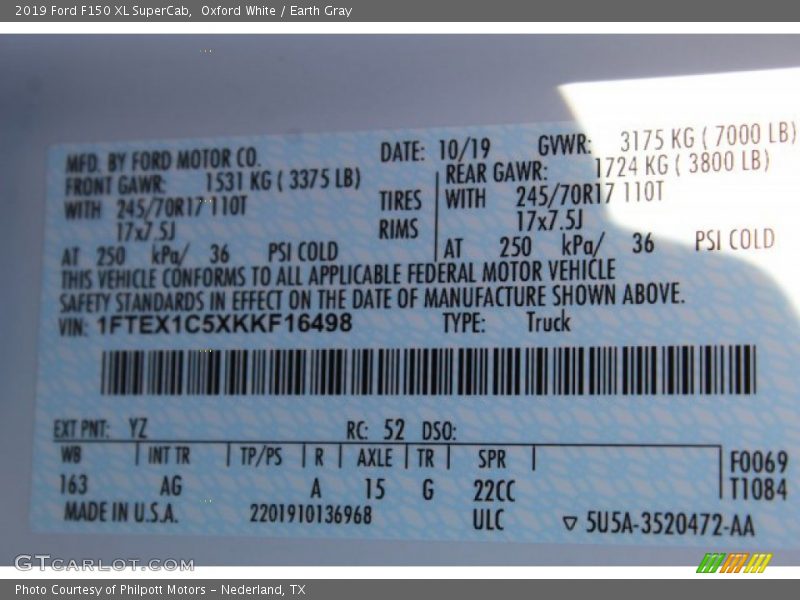 2019 Ford F150 XL SuperCab,  Oxford White / Earth Gray
MFD. BY FORD MOTOR CO.
DATE: 10/19 GVWR: 3175 KG ( 7000 LB)
FRONT GAWR: 1531 KG ( 3375 LB)
REAR GAWR: 1724 KG ( 3800 LB)
WITH 245/70R17 110T TIRES WITH 245/70R17 110T
17x7.5J RIMS 17x7.5J
AT 250 kPa/ 36 PSI COLD AT 250 kPa/ 36 PSI COLD
THIS VEHICLE CONFORMS TO ALL APPLICABLE FEDERAL MOTOR VEHICLE
SAFETY STANDARDS IN EFFECT ON THE DATE OF MANUFACTURE SHOWN ABOVE.
VIN: 1FTEX1C5XKKF16498 TYPE: Truck
EXT PNT: YZ RC: 52 DSO:
WB INT TR TP/PS R AXLE TR SPR F0069
163 AG A 15 G 22CC T1084
MADE IN U.S.A. 2201910136968 ULC ▽ 5U5A-3520472-AA
GTCARLOT.COM
Photo Courtesy of Philpott Motors - Nederland, TX